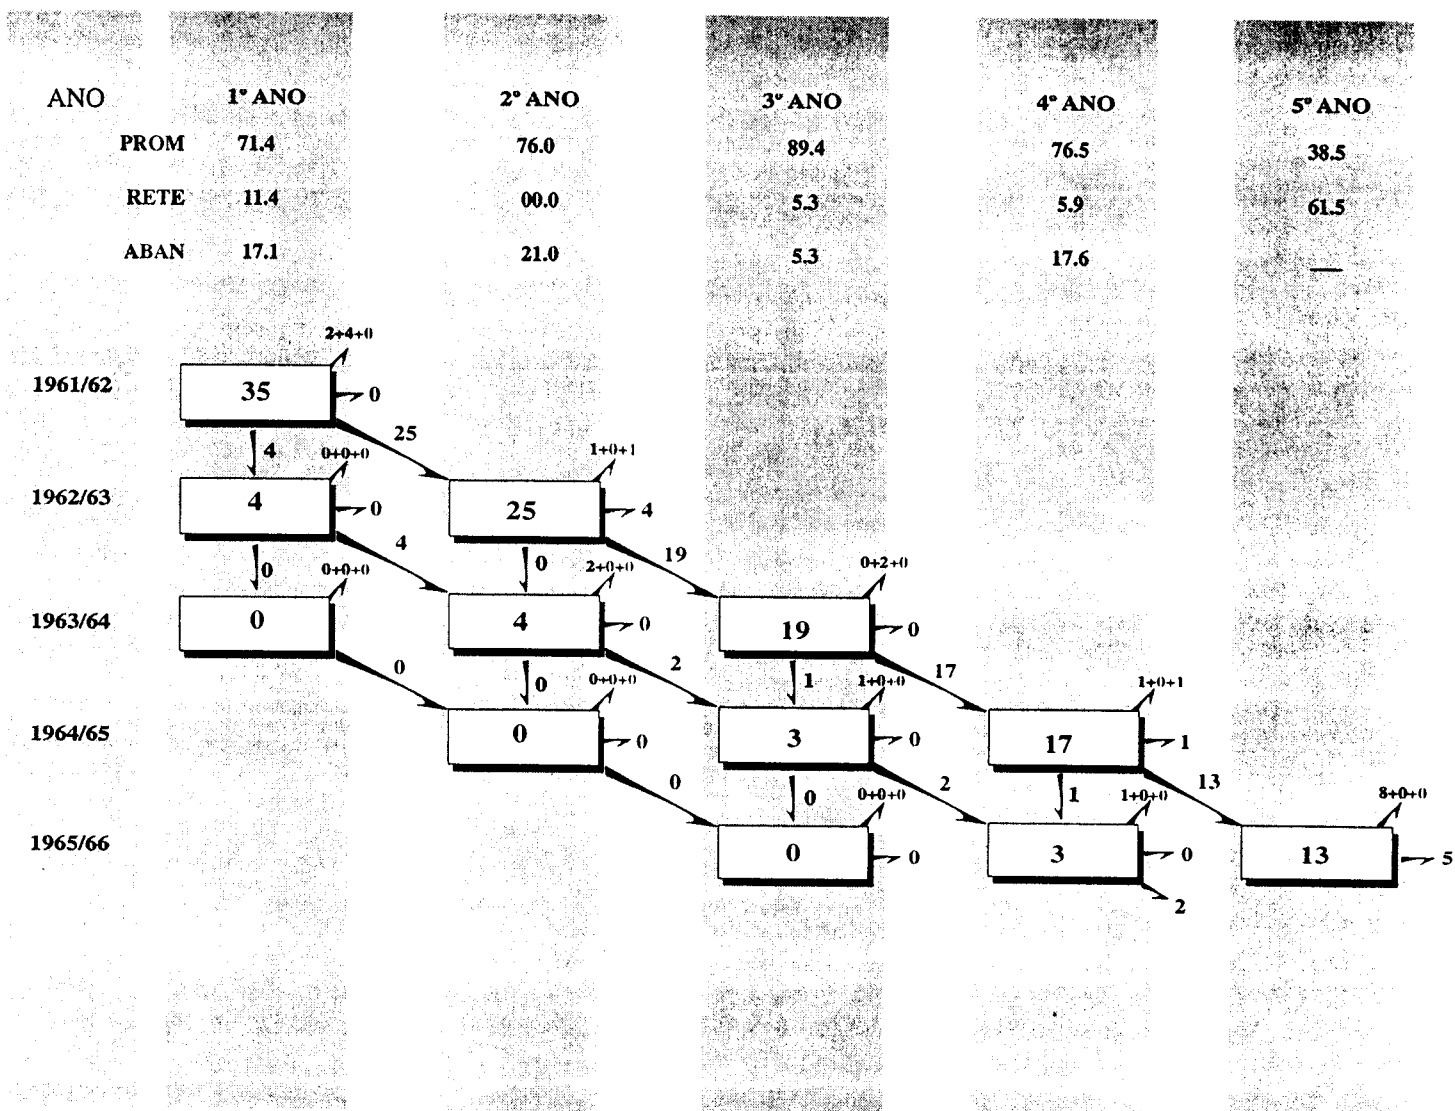 ANO 1º ANO 2º ANO 3º ANO 4º ANO 5º ANO
PROM 71.4 76.0 89.4 76.5 38.5
RETE 11.4 00.0 5.3 5.9 61.5
ABAN 17.1 21.0 5.3 17.6 —
2+4+0
1961/62 35 0
25
4 0+0+0 1+0+1
1962/63 4 0 25 4
4 19
0 0+0+0 0 2+0+0 0+2+0
1963/64 0 4 0 19 0
0 2 17
0 0+0+0 1 1+0+0 1+0+1
1964/65 0 0 3 0 17 1
0 2 13
0 0+0+0 1 1+0+0 8+0+0
1965/66 0 0 3 0 13 5
2